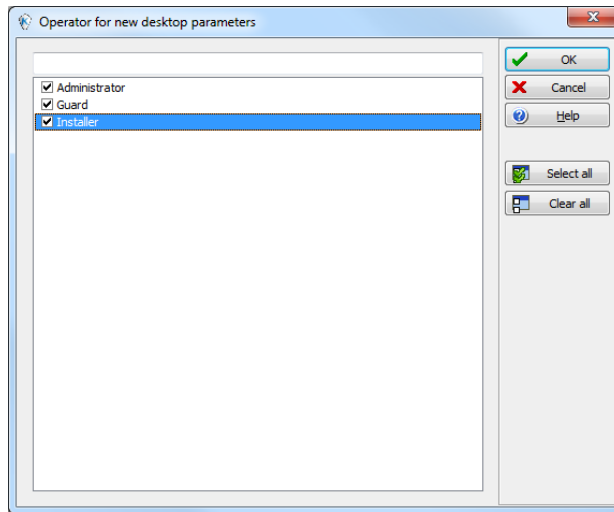 Operator for new desktop parameters
OK
Administrator
Cancel
Guard
Installer
Help
Select all
Clear all